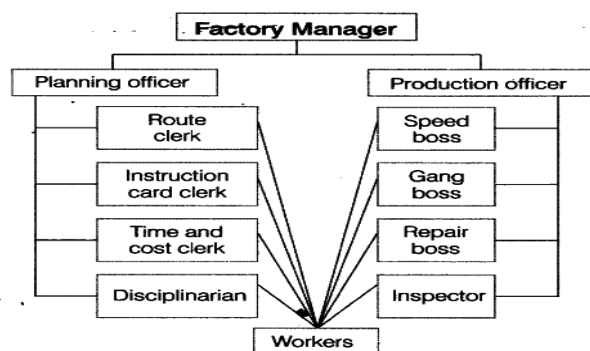 Factory Manager
Planning officer
Production officer
Route
clerk
Speed
boss
Instruction
card clerk
Gang
boss
Time and
cost clerk
Repair
boss
Disciplinarian
Inspector
Workers